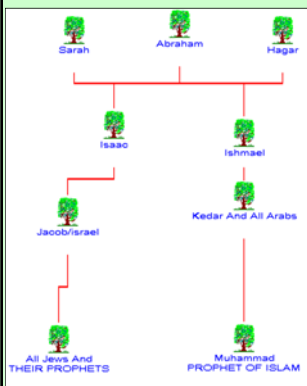 Sarah
Abraham
Hagar
Isaac
Ishmael
Jacob/israel
Kedar And All Arabs
All Jews And
THEIR PROPHETS
Muhammad
PROPHET OF ISLAM